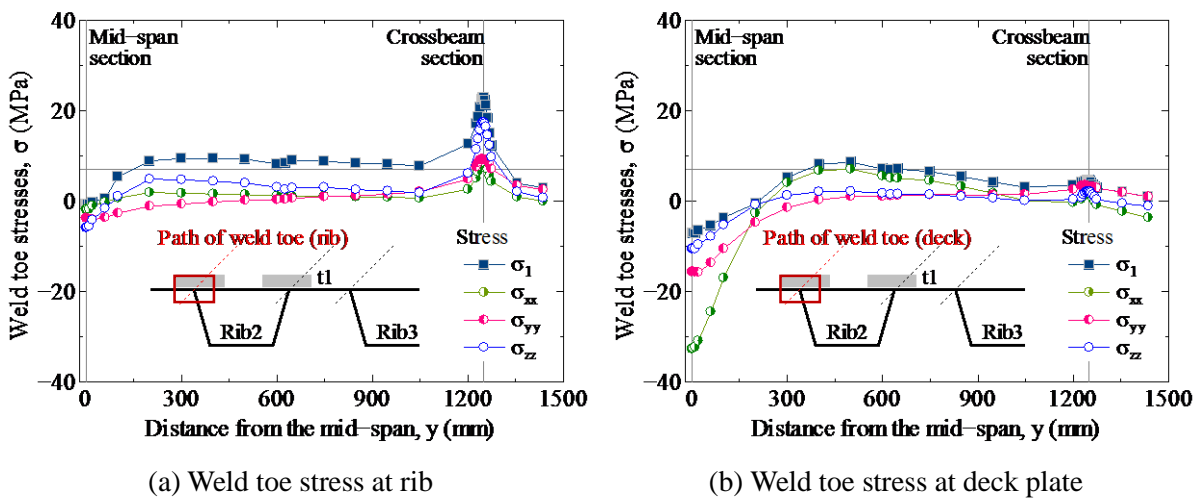 40
20
0
−20
−40
Weld toe stresses, σ (MPa)
Mid−span
section
Crossbeam
section
Path of weld toe (rib)
t1
Rib2
Rib3
Stress
σ1
σxx
σyy
σzz
0 300 600 900 1200 1500
Distance from the mid−span, y (mm)
(a) Weld toe stress at rib
40
20
0
−20
−40
Weld toe stresses, σ (MPa)
Mid−span
section
Crossbeam
section
Path of weld toe (deck)
t1
Rib2
Rib3
Stress
σ1
σxx
σyy
σzz
0 300 600 900 1200 1500
Distance from the mid−span, y (mm)
(b) Weld toe stress at deck plate